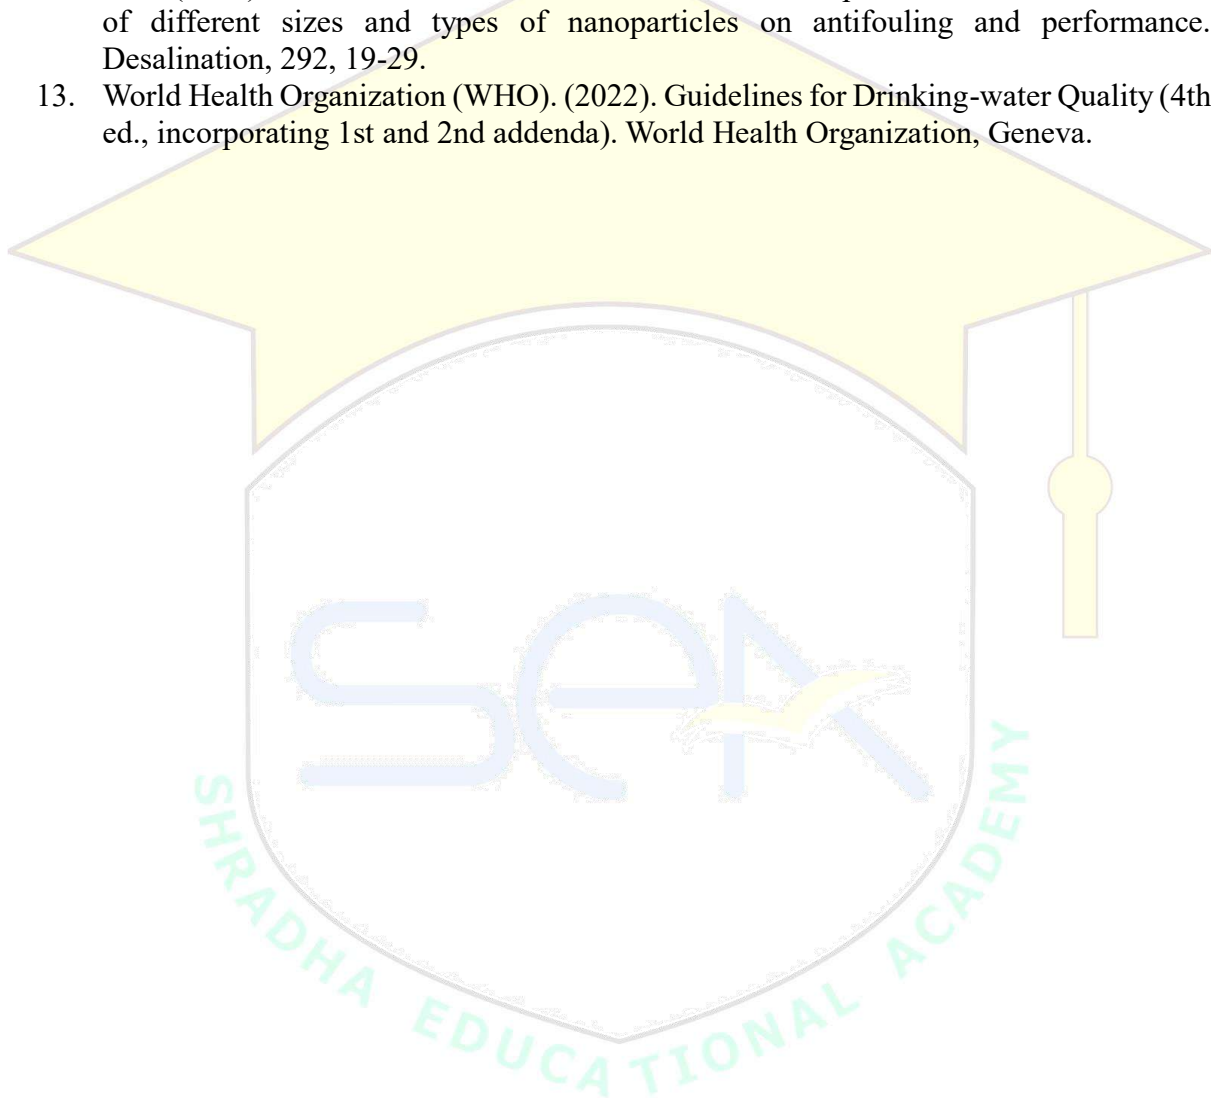 of different sizes and types of nanoparticles on antifouling and performance.
Desalination, 292, 19-29.
13. World Health Organization (WHO). (2022). Guidelines for Drinking-water Quality (4th
ed., incorporating 1st and 2nd addenda). World Health Organization, Geneva.
SEA
SHRADHA EDUCATIONAL ACADEMY